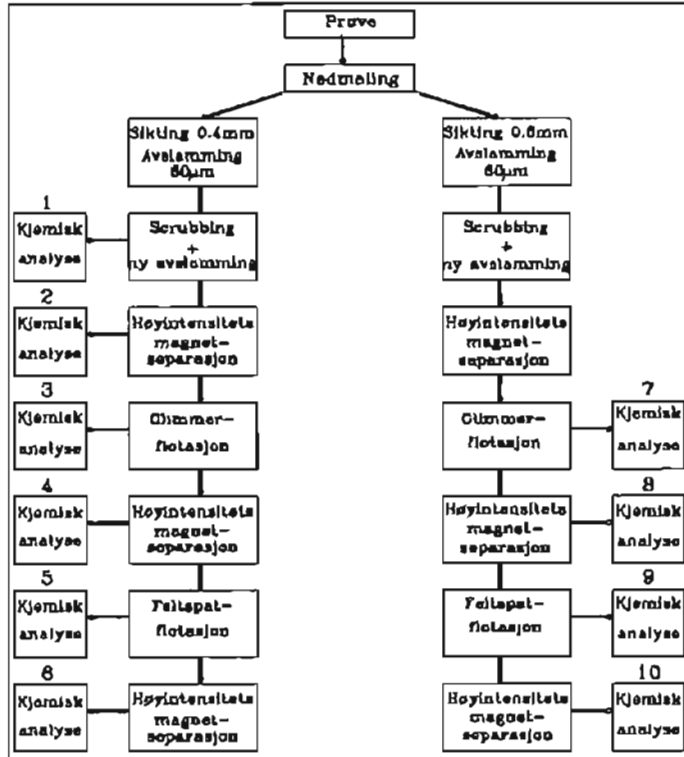 Prøve
Nedmaling
Sikting 0.4mm
Avslamming
60µm
Sikting 0.6mm
Avslamming
60µm
1
Kjemisk
analyse
Scrubbing
+
ny avslamming
Scrubbing
+
ny avslamming
2
Kjemisk
analyse
Høyintensitets
magnet-
separasjon
Høyintensitets
magnet-
separasjon
3
Kjemisk
analyse
Glimmer-
flotasjon
Glimmer-
flotasjon
7
Kjemisk
analyse
4
Kjemisk
analyse
Høyintensitets
magnet-
separasjon
Høyintensitets
magnet-
separasjon
8
Kjemisk
analyse
5
Kjemisk
analyse
Feltspat-
flotasjon
Feltspat-
flotasjon
9
Kjemisk
analyse
6
Kjemisk
analyse
Høyintensitets
magnet-
separasjon
Høyintensitets
magnet-
separasjon
10
Kjemisk
analyse